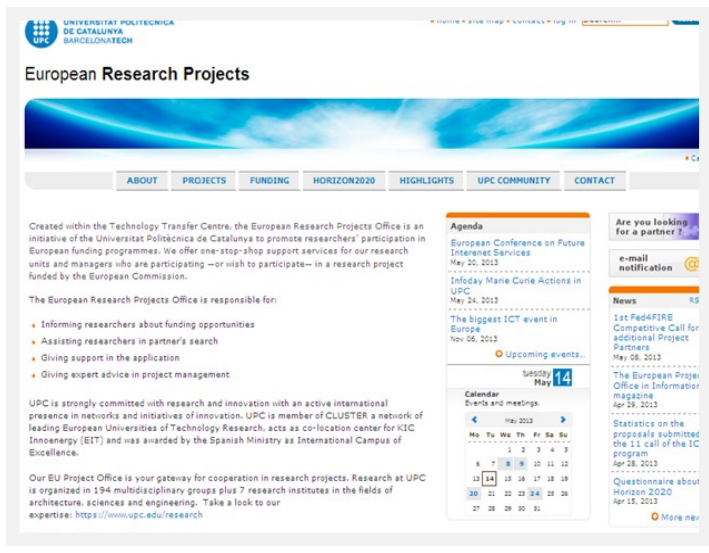 UNIVERSITAT POLITÈCNICA
DE CATALUNYA
BARCELONATECH
UPC
home • site map • contact • log in
European Research Projects
ABOUT
PROJECTS
FUNDING
HORIZON2020
HIGHLIGHTS
UPC COMMUNITY
CONTACT
Created within the Technology Transfer Centre, the European Research Projects Office is an
initiative of the Universitat Politècnica de Catalunya to promote researchers' participation in
European funding programmes. We offer one-stop-shop support services for our research
units and managers who are participating —or wish to participate— in a research project
funded by the European Commission.
The European Research Projects Office is responsible for:
Informing researchers about funding opportunities
Assisting researchers in partner's search
Giving support in the application
Giving expert advice in project management
UPC is strongly committed with research and innovation with an active international
presence in networks and initiatives of innovation. UPC is member of CLUSTER a network of
leading European Universities of Technology Research, acts as co-location center for KIC
Innoenergy (EIT) and was awarded by the Spanish Ministry as International Campus of
Excellence.
Our EU Project Office is your gateway for cooperation in research projects. Research at UPC
is organized in 194 multidisciplinary groups plus 7 research institutes in the fields of
architecture, sciences and engineering. Take a look to our
expertise: https://www.upc.edu/research
Agenda
European Conference on Future
Interenet Services
May 20, 2013
Infoday Marie Curie Actions in
UPC
May 24, 2013
The biggest ICT event in
Europe
Nov 06, 2013
Upcoming events...
tuesday
May 14
Calendar
Events and meetings.
May 2013
Mo Tu We Th Fr Sa Su
1 2 3 4 5
6 7 8 9 10 11 12
13 14 15 16 17 18 19
20 21 22 23 24 25 26
27 28 29 30 31
Are you looking
for a partner ?
e-mail
notification @
News RS
1st Fed4FIRE
Competitive Call for
additional Project
Partners
May 08, 2013
The European Proje
Office in Information
magazine
Apr 29, 2013
Statistics on the
proposals submitted
the 11 call of the IC
program
Apr 28, 2013
Questionnaire about
Horizon 2020
Apr 15, 2013
More new